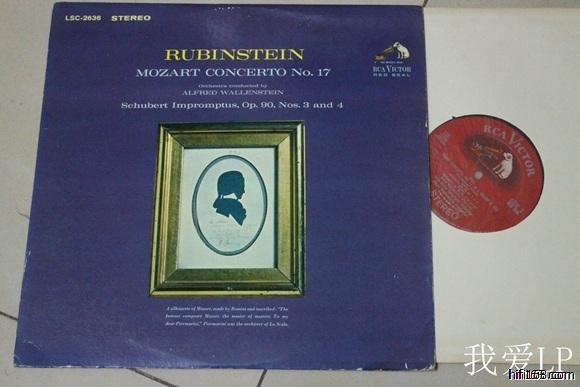 LSC-2636 STEREO
RUBINSTEIN
MOZART CONCERTO No. 17
Orchestra conducted by
ALFRED WALLENSTEIN
Schubert Impromptus, Op. 90, Nos. 3 and 4
RCA VICTOR
RED SEAL
A silhouette of Mozart, made by Rossini and inscribed: "The
famous composer Mozart, the master of masters. To my
dear Piermarini." Piermarini was the architect of La Scala.
RCA VICTOR
STEREO
我爱LP